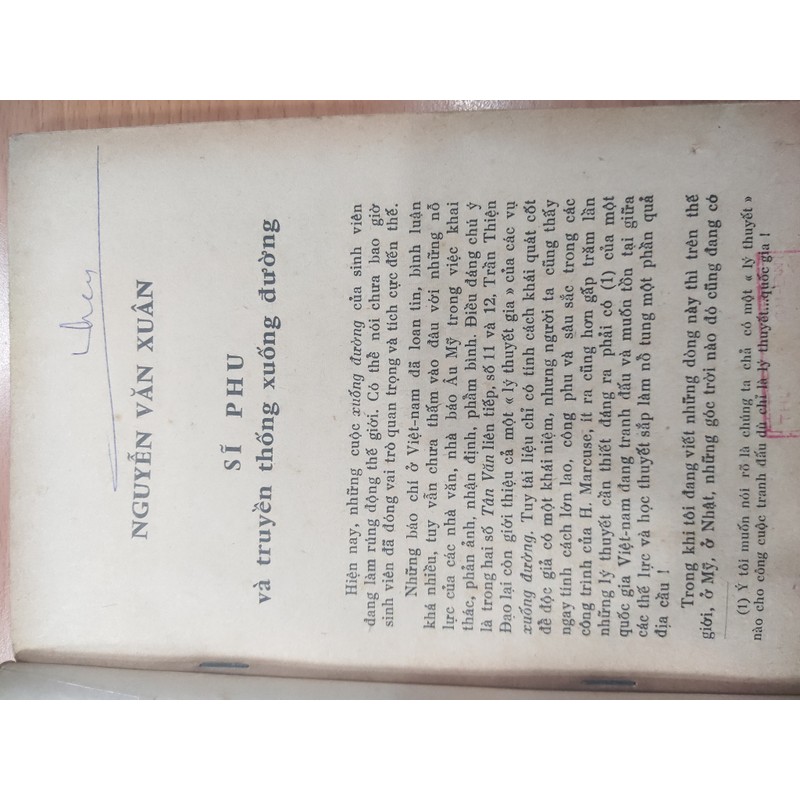 NGUYỄN VĂN XUÂN
SĨ PHU
và truyền thống xuống đường
Hiện nay, những cuộc xuống đường của sinh viên
đang làm rúng động thế giới. Có thể nói chưa bao giờ
sinh viên đã đóng vai trò quan trọng và tích cực đến thế.
Những báo chí ở Việt-nam đã loan tin, bình luận
khá nhiều, tuy vẫn chưa thấm vào đâu với những nỗ
lực của các nhà văn, nhà báo Âu Mỹ trong việc khai
thác, phản ảnh, nhận định, phẩm bình. Điều đáng chú ý
là trong hai số Tân Văn liên tiếp, số 11 và 12, Trần Thiện
Đạo lại còn giới thiệu cả một « lý thuyết gia » của các vụ
xuống đường. Tuy tài liệu chỉ có tính cách khái quát cốt
để độc giả có một khái niệm, nhưng người ta cũng thấy
ngay tính cách lớn lao, công phu và sâu sắc trong các
công trình của H. Marcuse, ít ra cũng hơn gấp trăm lần
những lý thuyết cần thiết đáng ra phải có (1) của một
quốc gia Việt-nam đang tranh đấu và muốn tồn tại giữa
các thế lực và học thuyết sắp làm nổ tung một phần quả
địa cầu !
Trong khi tôi đang viết những dòng này thì trên thế
giới, ở Mỹ, ở Nhật, những góc trời nào đó cũng đang có
(1) Ý tôi muốn nói rõ là chúng ta chả có một « lý thuyết »
nào cho công cuộc tranh đấu dù chỉ là lý thuyết quốc gia !